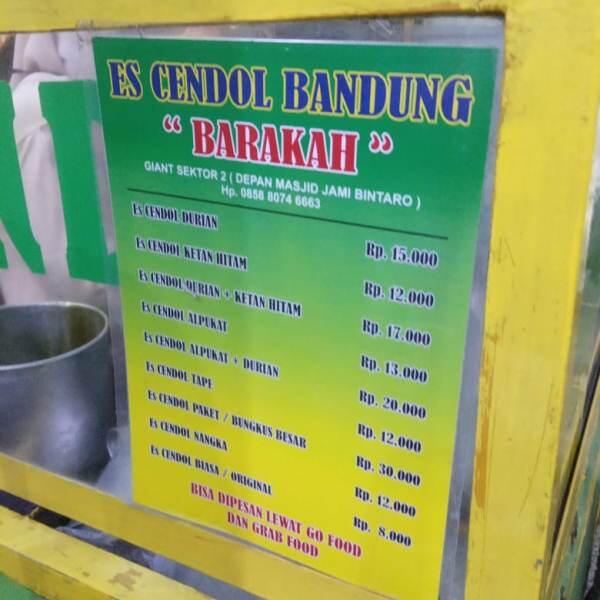 ES CENDOL BANDUNG
“ BARAKAH ”
GIANT SEKTOR 2 ( DEPAN MASJID JAMI BINTARO )
Hp. 0858 8074 6663
Es CENDOL DURIAN Rp. 15.000
Es CENDOL KETAN HITAM Rp. 12.000
Es CENDOL DURIAN + KETAN HITAM Rp. 17.000
Es CENDOL ALPUKAT Rp. 13.000
Es CENDOL ALPUKAT + DURIAN Rp. 20.000
Es CENDOL TAPE Rp. 12.000
Es CENDOL PAKET / BUNGKUS BESAR Rp. 30.000
Es CENDOL NANGKA Rp. 12.000
Es CENDOL BIASA / ORIGINAL Rp. 8.000
BISA DIPESAN LEWAT GO FOOD
DAN GRAB FOOD